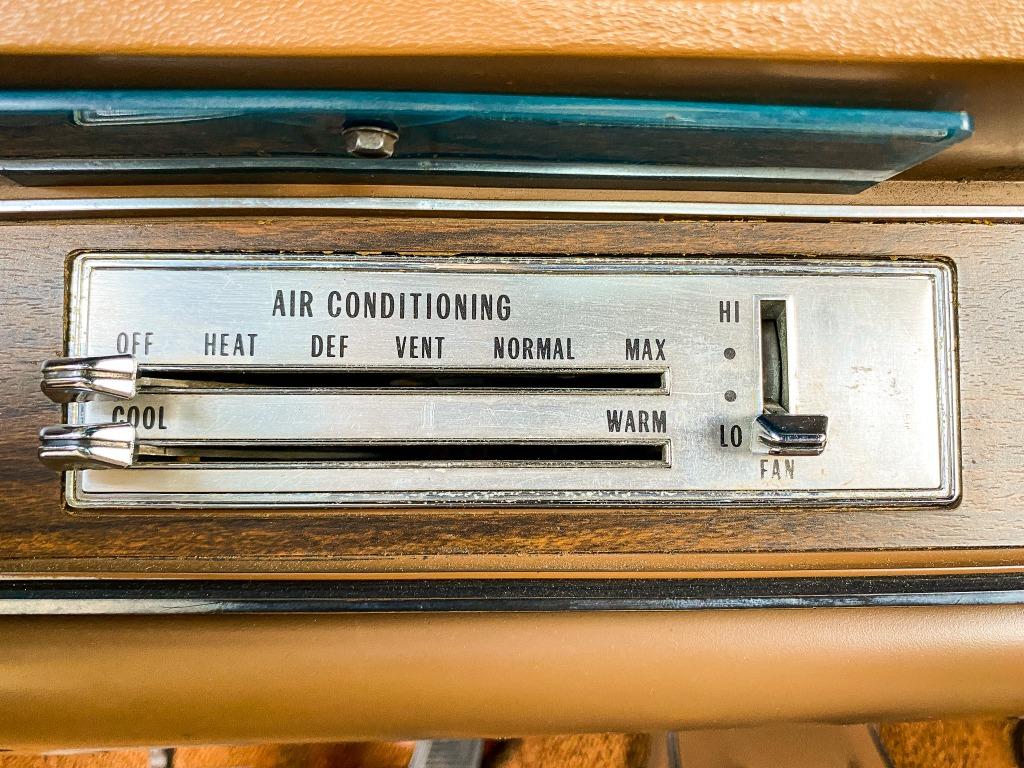 AIR CONDITIONING
OFF HEAT DEF VENT NORMAL MAX
COOL WARM
HI
LO
FAN